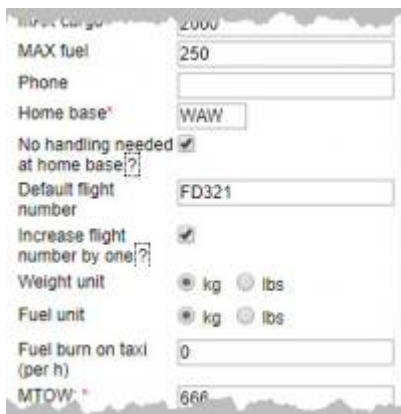 2000
MAX fuel 250
Phone
Home base* WAW
No handling needed
at home base [?]
Default flight
number FD321
Increase flight
number by one [?]
Weight unit kg lbs
Fuel unit kg lbs
Fuel burn on taxi
(per h) 0
MTOW: * 666